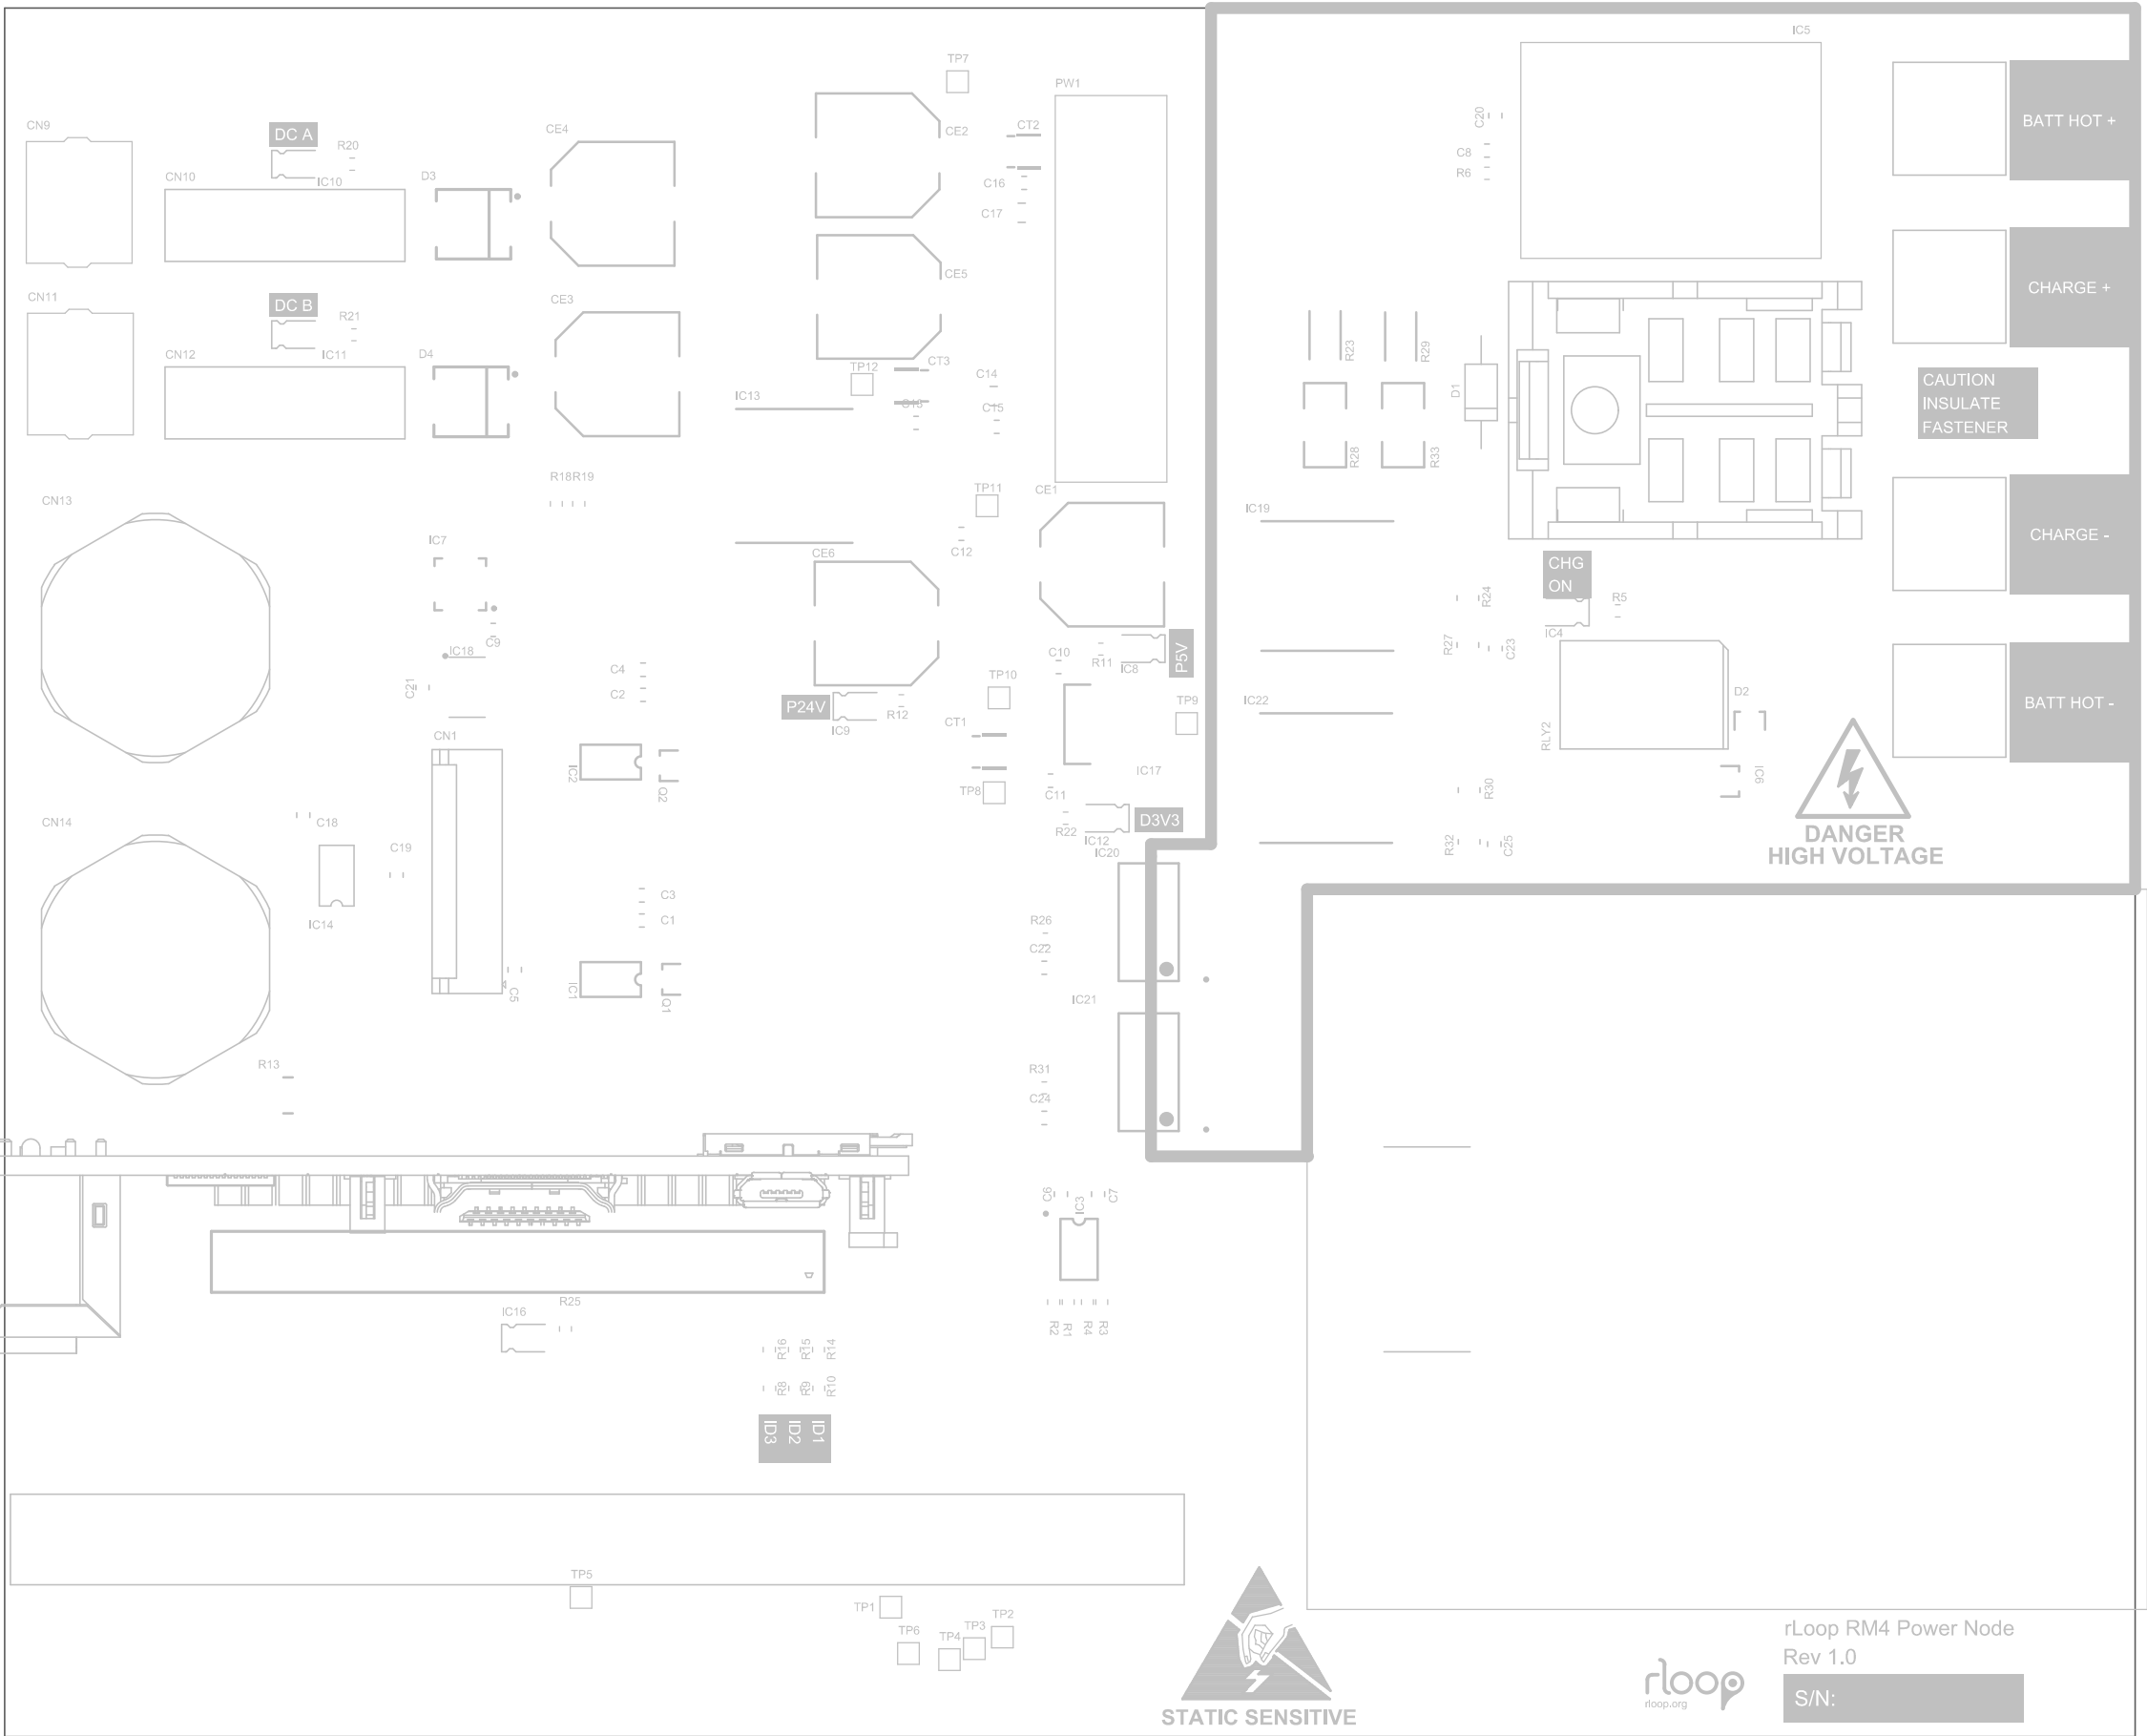 IC5
TP7
PW1
CN9
DC A
R20
CE4
CE2
CT2
C20
BATT HOT +
C8
R6
CN10
IC10
D3
C16
C17
CE5
CHARGE +
CN11
DC B
R21
CE3
CN12
IC11
D4
TP12
CT3
C14
R23
R29
D1
CAUTION
INSULATE
FASTENER
IC13
C15
R28
R33
R18
R19
TP11
CE1
CN13
IC19
CHARGE -
IC7
CE6
C12
CHG
ON
R24
R5
C9
IC18
IC4
C10
R11
IC8
P5V
R27
C23
C4
C2
C21
TP10
P24V
R12
IC9
CT1
TP9
IC22
D2
BATT HOT -
RLY2
CN1
IC2
Q2
TP8
IC17
C11
R30
IC6
CN14
C18
C19
D3V3
R22
IC12
IC20
R32
C25
DANGER
HIGH VOLTAGE
C3
C1
IC14
R26
C22
IC1
Q1
C5
IC21
R13
R31
C24
C6
IC3
C7
R25
IC16
R2
R1
R4
R3
R16
R15
R14
R8
R9
R10
ID3
ID2
ID1
TP5
TP1
TP2
TP3
TP4
TP6
rLoop RM4 Power Node
Rev 1.0
S/N:
rloop
rloop.org
STATIC SENSITIVE